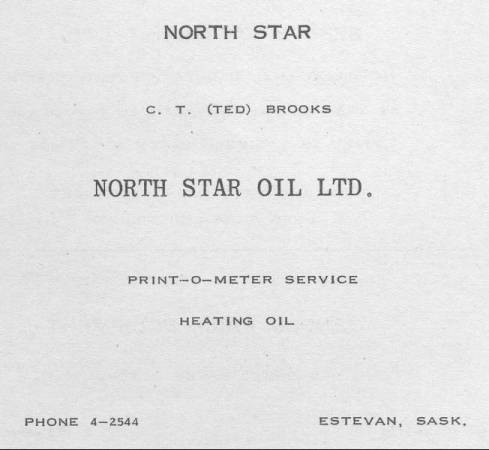 NORTH STAR
C. T. (TED) BROOKS
NORTH STAR OIL LTD.
PRINT-O-METER SERVICE
HEATING OIL
PHONE 4-2544 ESTEVAN, SASK.